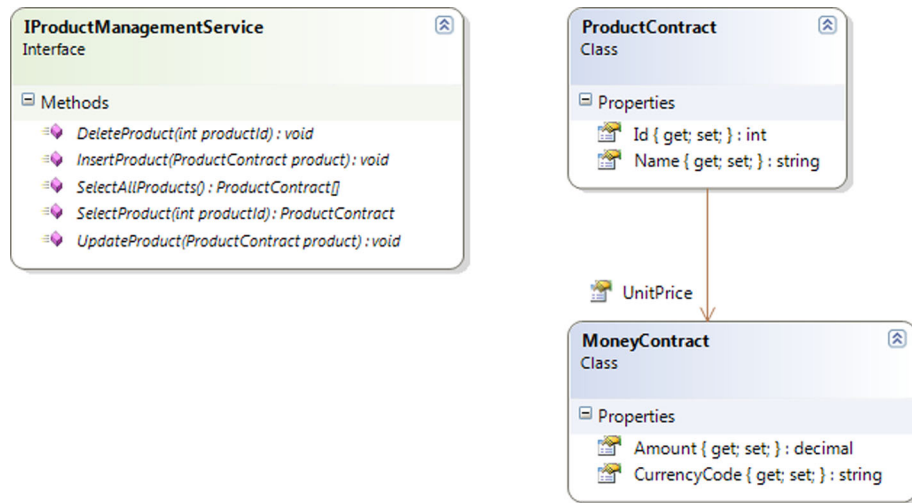 IProductManagementService
Interface
Methods
DeleteProduct(int productId) : void
InsertProduct(ProductContract product) : void
SelectAllProducts() : ProductContract[]
SelectProduct(int productId) : ProductContract
UpdateProduct(ProductContract product) : void
ProductContract
Class
Properties
Id { get; set; } : int
Name { get; set; } : string
UnitPrice
MoneyContract
Class
Properties
Amount { get; set; } : decimal
CurrencyCode { get; set; } : string